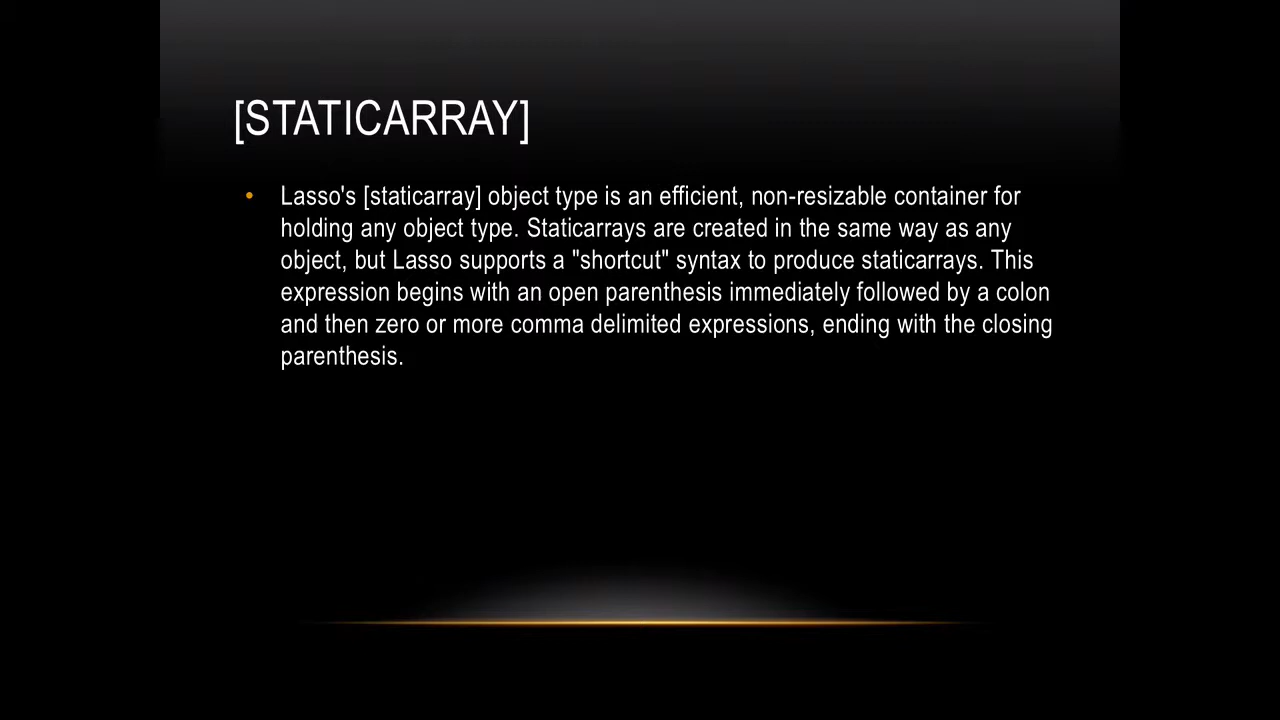 [STATICARRAY]
• Lasso's [staticarray] object type is an efficient, non-resizable container for
holding any object type. Staticarrays are created in the same way as any
object, but Lasso supports a "shortcut" syntax to produce staticarrays. This
expression begins with an open parenthesis immediately followed by a colon
and then zero or more comma delimited expressions, ending with the closing
parenthesis.